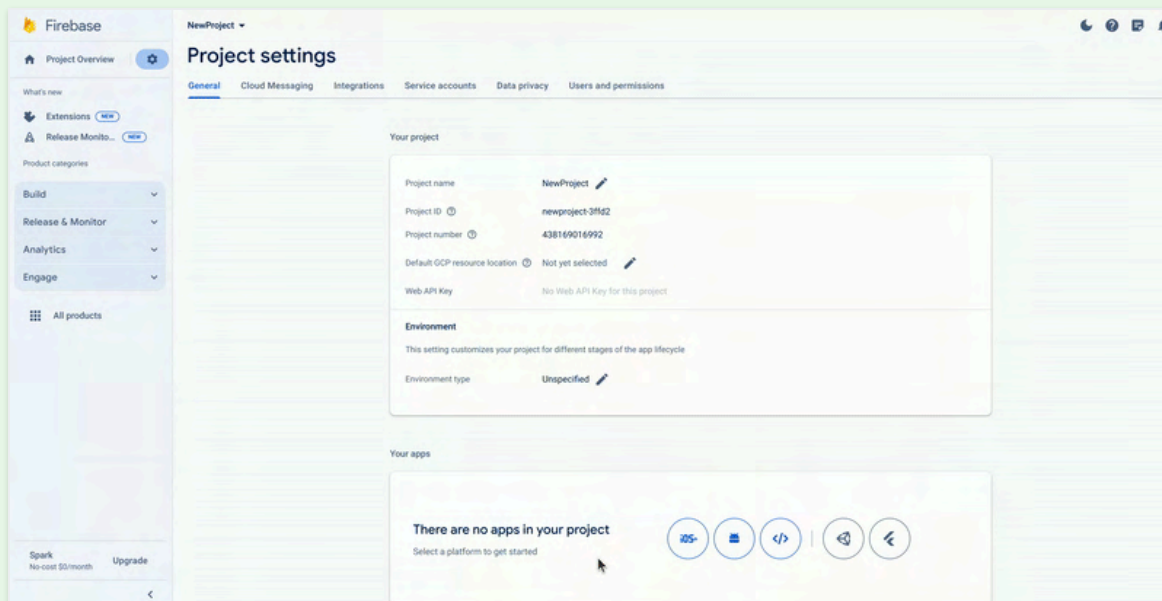 Firebase
Project Overview
What's new
Extensions NEW
Release Monito... NEW
Product categories
Build
Release & Monitor
Analytics
Engage
All products
Spark
No-cost $0/month
Upgrade
NewProject
Project settings
General Cloud Messaging Integrations Service accounts Data privacy Users and permissions
Your project
Project name NewProject
Project ID newproject-3ffd2
Project number 438169016992
Default GCP resource location Not yet selected
Web API Key No Web API Key for this project
Environment
This setting customizes your project for different stages of the app lifecycle
Environment type Unspecified
Your apps
There are no apps in your project
Select a platform to get started
iOS+